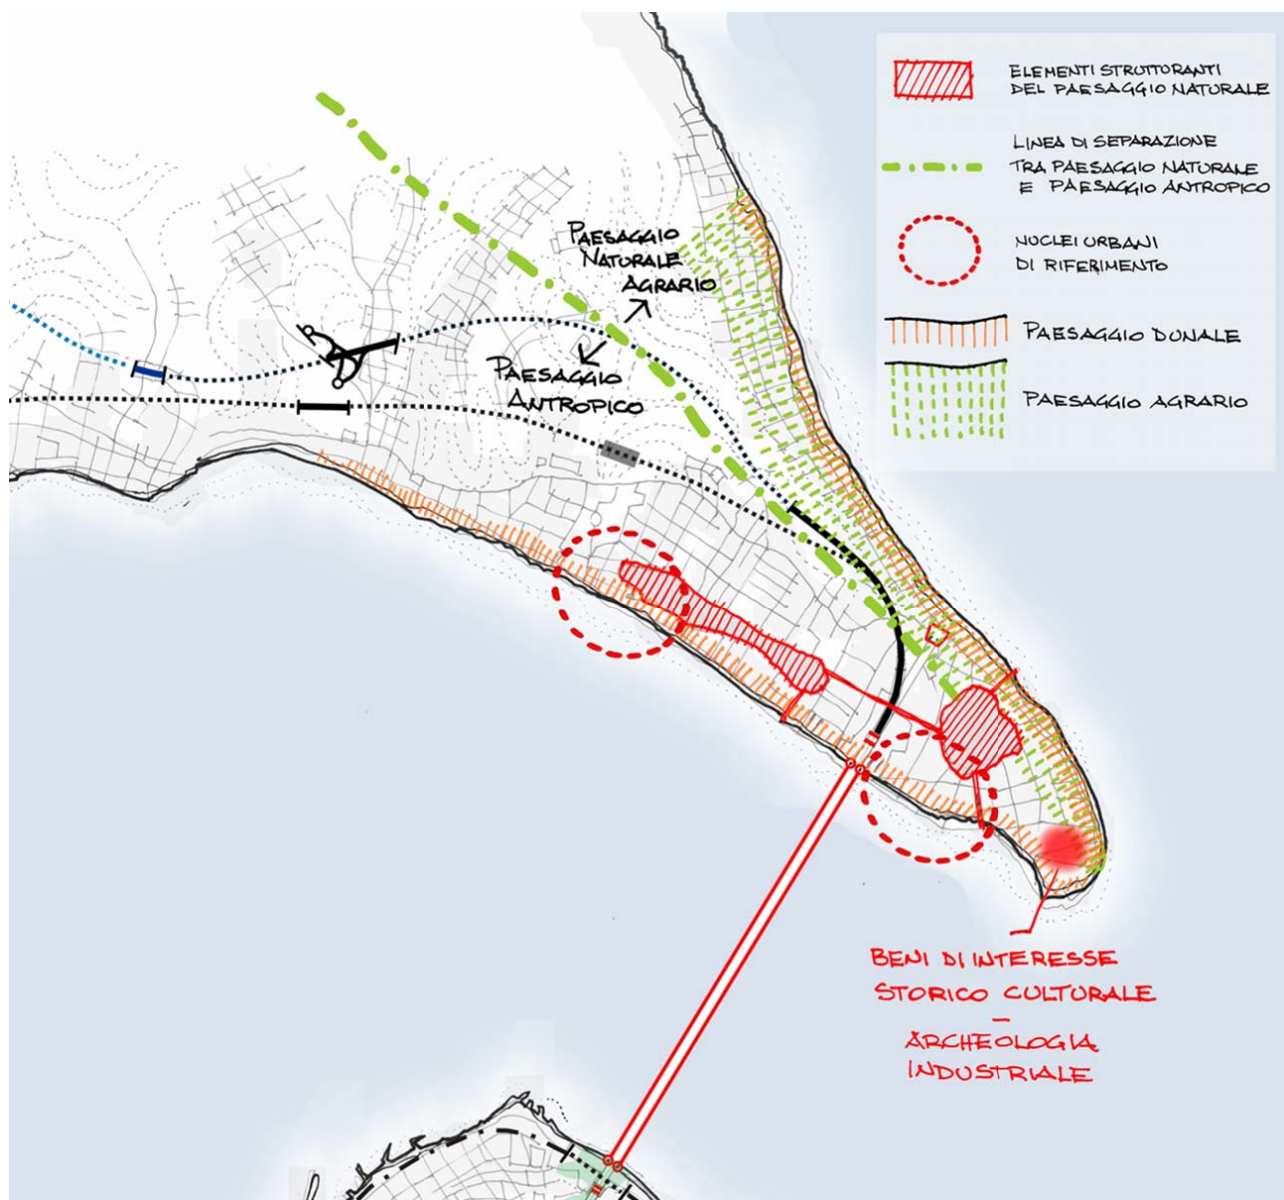 ELEMENTI STRUTTURANTI
DEL PAESAGGIO NATURALE
LINEA DI SEPARAZIONE
TRA PAESAGGIO NATURALE
E PAESAGGIO ANTROPICO
NUCLEI URBANI
DI RIFERIMENTO
PAESAGGIO DUNALE
PAESAGGIO AGRARIO
PAESAGGIO
NATURALE
AGRARIO
PAESAGGIO
ANTROPICO
BENI DI INTERESSE
STORICO CULTURALE
–
ARCHEOLOGIA
INDUSTRIALE